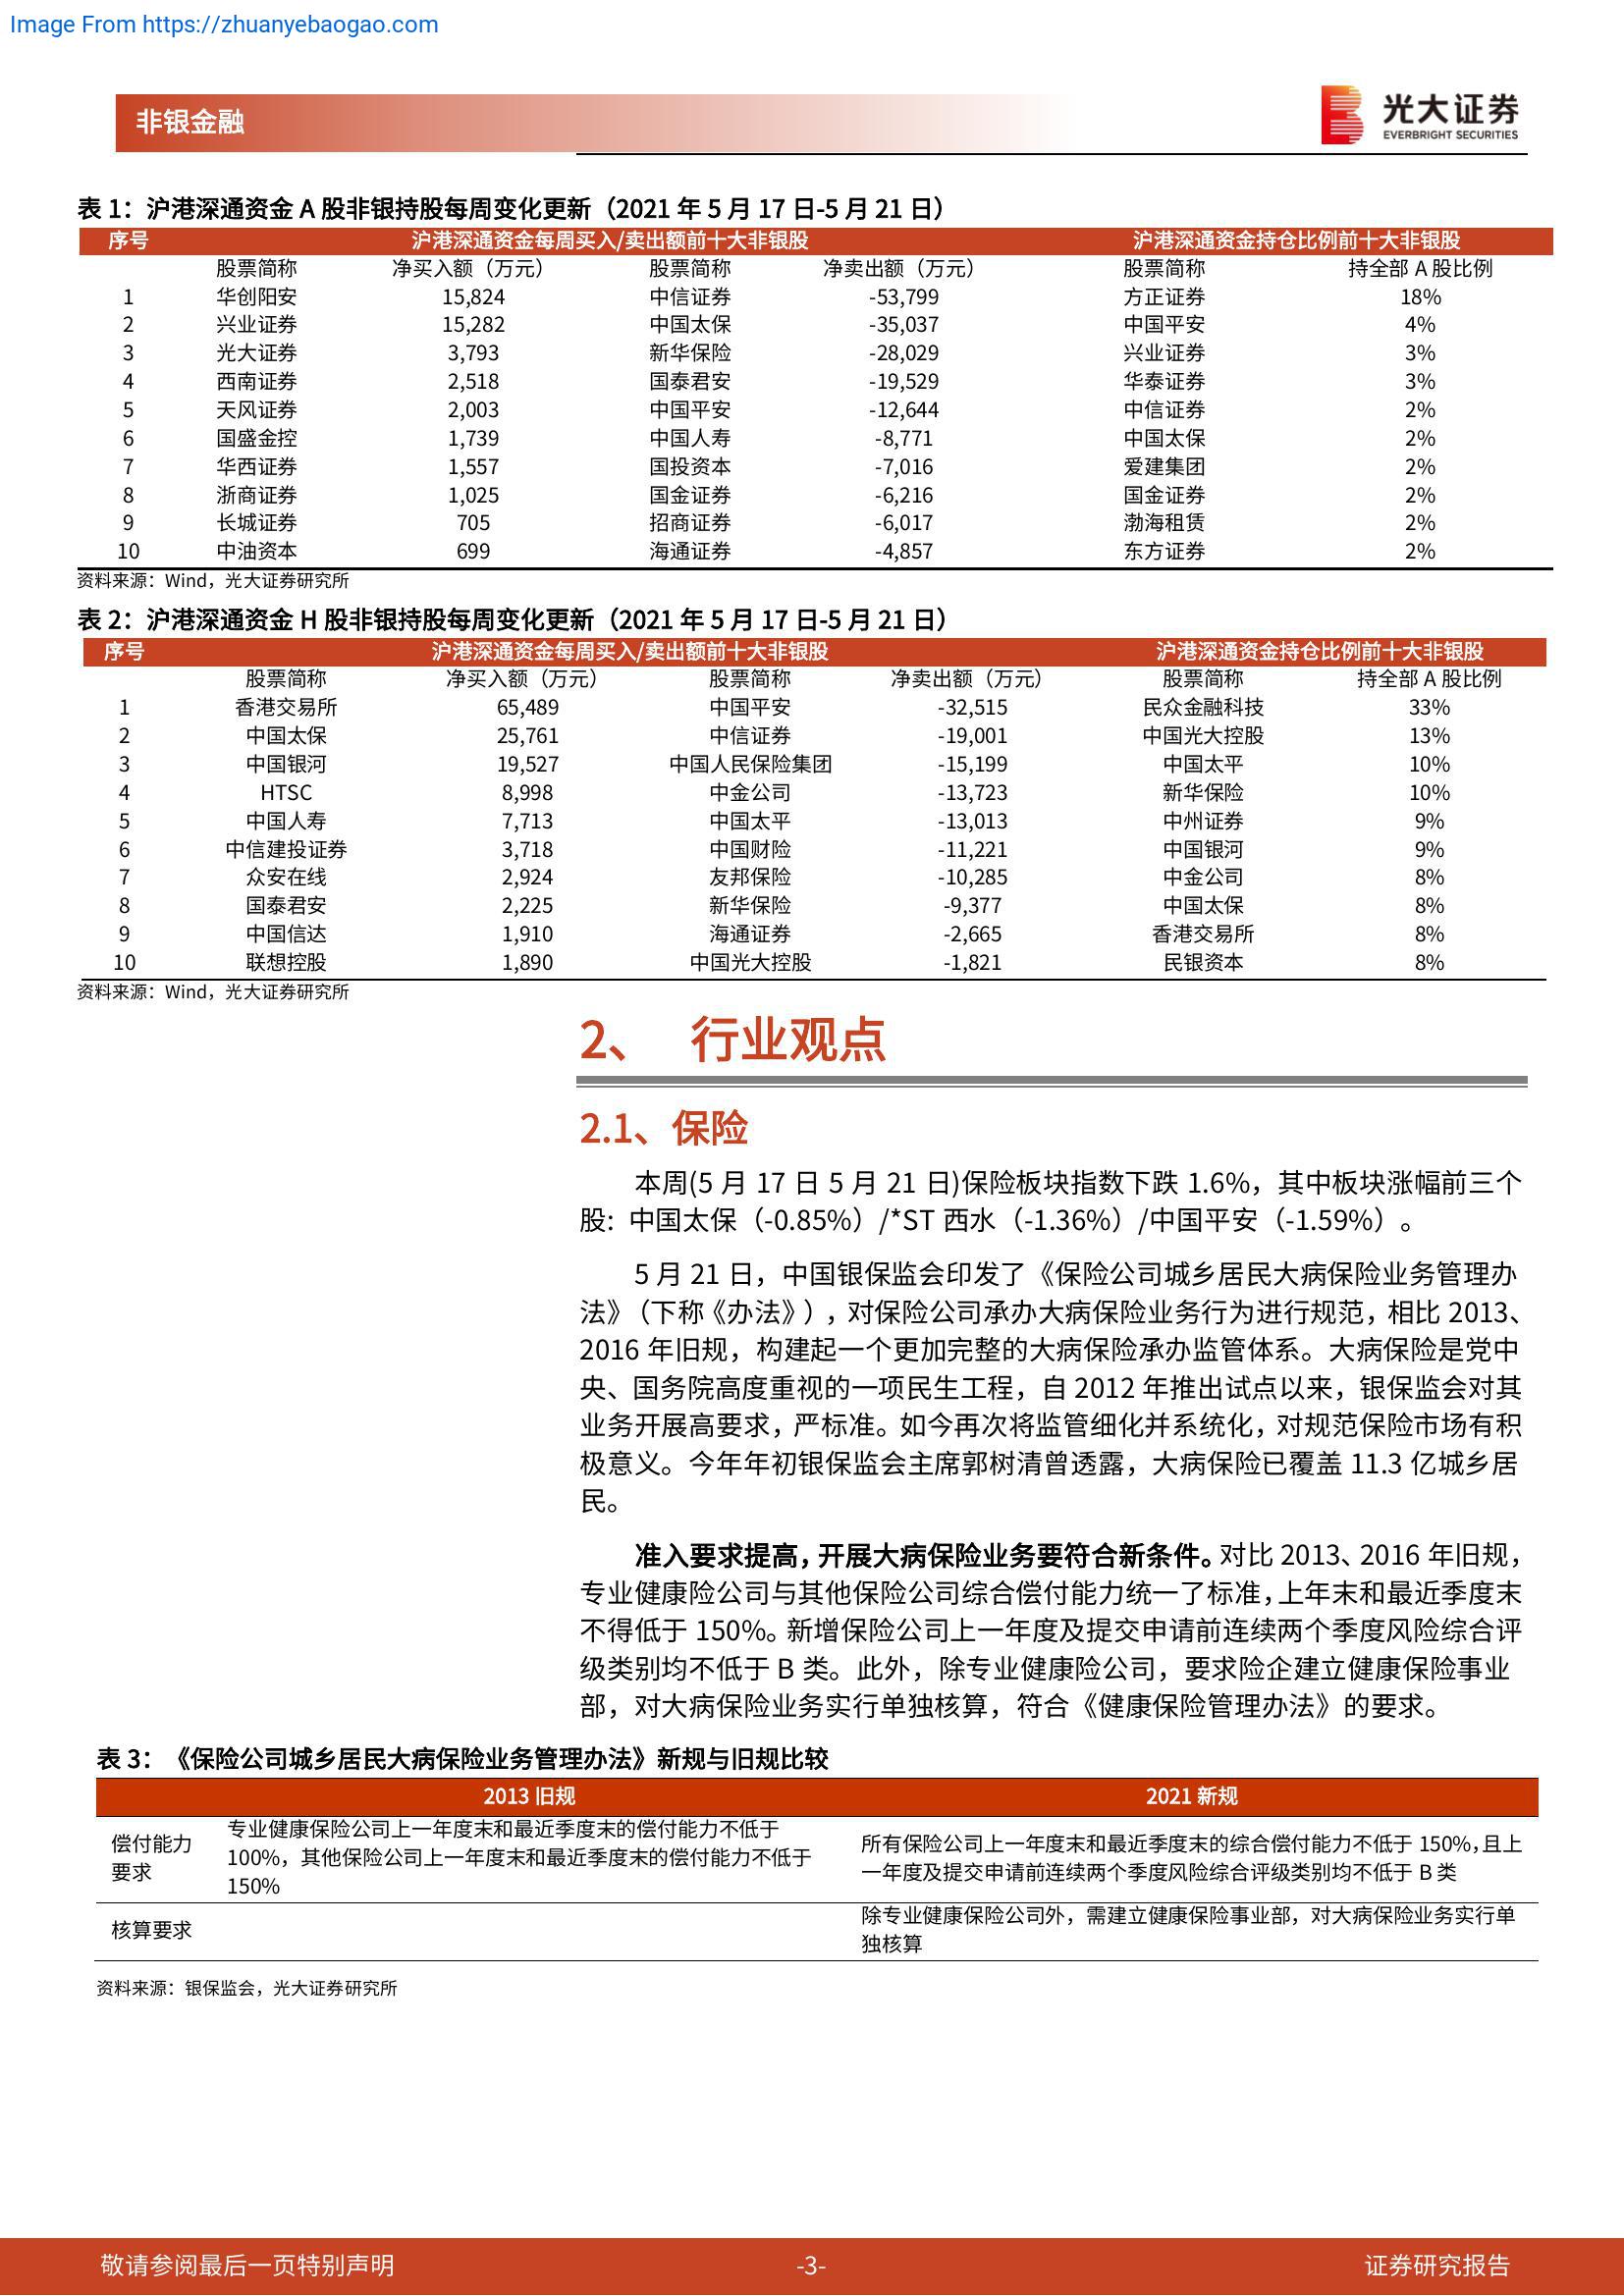 Image From https://zhuanyebaogao.com
非银金融
光大证券
EVERBRIGHT SECURITIES
表 1：沪港深通资金 A 股非银持股每周变化更新（2021 年 5 月 17 日-5 月 21 日）
序号 沪港深通资金每周买入/卖出额前十大非银股 沪港深通资金持仓比例前十大非银股
股票简称 净买入额（万元） 股票简称 净卖出额（万元） 股票简称 持全部 A 股比例
1 华创阳安 15,824 中信证券 -53,799 方正证券 18%
2 兴业证券 15,282 中国太保 -35,037 中国平安 4%
3 光大证券 3,793 新华保险 -28,029 兴业证券 3%
4 西南证券 2,518 国泰君安 -19,529 华泰证券 3%
5 天风证券 2,003 中国平安 -12,644 中信证券 2%
6 国盛金控 1,739 中国人寿 -8,771 中国太保 2%
7 华西证券 1,557 国投资本 -7,016 爱建集团 2%
8 浙商证券 1,025 国金证券 -6,216 国金证券 2%
9 长城证券 705 招商证券 -6,017 渤海租赁 2%
10 中油资本 699 海通证券 -4,857 东方证券 2%
资料来源：Wind，光大证券研究所
表 2：沪港深通资金 H 股非银持股每周变化更新（2021 年 5 月 17 日-5 月 21 日）
序号 沪港深通资金每周买入/卖出额前十大非银股 沪港深通资金持仓比例前十大非银股
股票简称 净买入额（万元） 股票简称 净卖出额（万元） 股票简称 持全部 A 股比例
1 香港交易所 65,489 中国平安 -32,515 民众金融科技 33%
2 中国太保 25,761 中信证券 -19,001 中国光大控股 13%
3 中国银河 19,527 中国人民保险集团 -15,199 中国太平 10%
4 HTSC 8,998 中金公司 -13,723 新华保险 10%
5 中国人寿 7,713 中国太平 -13,013 中州证券 9%
6 中信建投证券 3,718 中国财险 -11,221 中国银河 9%
7 众安在线 2,924 友邦保险 -10,285 中金公司 8%
8 国泰君安 2,225 新华保险 -9,377 中国太保 8%
9 中国信达 1,910 海通证券 -2,665 香港交易所 8%
10 联想控股 1,890 中国光大控股 -1,821 民银资本 8%
资料来源：Wind，光大证券研究所
2、 行业观点
2.1、保险
本周(5 月 17 日 5 月 21 日)保险板块指数下跌 1.6%，其中板块涨幅前三个
股：中国太保（-0.85%）/*ST 西水（-1.36%）/中国平安（-1.59%）。
5 月 21 日，中国银保监会印发了《保险公司城乡居民大病保险业务管理办
法》（下称《办法》），对保险公司承办大病保险业务行为进行规范，相比 2013、
2016 年旧规，构建起一个更加完整的大病保险承办监管体系。大病保险是党中
央、国务院高度重视的一项民生工程，自 2012 年推出试点以来，银保监会对其
业务开展高要求，严标准。如今再次将监管细化并系统化，对规范保险市场有积
极意义。今年年初银保监会主席郭树清曾透露，大病保险已覆盖 11.3 亿城乡居
民。
准入要求提高，开展大病保险业务要符合新条件。对比 2013、2016 年旧规，
专业健康险公司与其他保险公司综合偿付能力统一了标准，上年末和最近季度末
不得低于 150%。新增保险公司上一年度及提交申请前连续两个季度风险综合评
级类别均不低于 B 类。此外，除专业健康险公司，要求险企建立健康保险事业
部，对大病保险业务实行单独核算，符合《健康保险管理办法》的要求。
表 3：《保险公司城乡居民大病保险业务管理办法》新规与旧规比较
2013 旧规 2021 新规
偿付能力
要求
专业健康保险公司上一年度末和最近季度末的偿付能力不低于
100%，其他保险公司上一年度末和最近季度末的偿付能力不低于
150%
所有保险公司上一年度末和最近季度末的综合偿付能力不低于 150%,且上
一年度及提交申请前连续两个季度风险综合评级类别均不低于 B 类
核算要求
除专业健康保险公司外，需建立健康保险事业部，对大病保险业务实行单
独核算
资料来源：银保监会，光大证券研究所
敬请参阅最后一页特别声明 -3- 证券研究报告